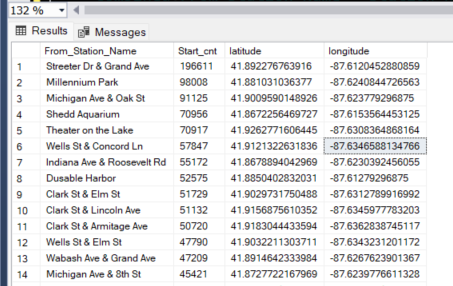 132 %
Results Messages
From_Station_Name Start_cnt latitude longitude
1 Streeter Dr & Grand Ave 196611 41.892276763916 -87.6120452880859
2 Millennium Park 98008 41.881031036377 -87.6240844726563
3 Michigan Ave & Oak St 91125 41.9009590148926 -87.623779296875
4 Shedd Aquarium 70956 41.8672256469727 -87.6153564453125
5 Theater on the Lake 70917 41.9262771606445 -87.6308364868164
6 Wells St & Concord Ln 57847 41.9121322631836 -87.6346588134766
7 Indiana Ave & Roosevelt Rd 55172 41.8678894042969 -87.6230392456055
8 Dusable Harbor 52575 41.8850402832031 -87.61279296875
9 Clark St & Elm St 51729 41.9029731750488 -87.6312789916992
10 Clark St & Lincoln Ave 51132 41.9156875610352 -87.6345977783203
11 Clark St & Armitage Ave 50720 41.9183044433594 -87.6362838745117
12 Wells St & Elm St 47790 41.9032211303711 -87.6343231201172
13 Wabash Ave & Grand Ave 47209 41.8914642333984 -87.6267623901367
14 Michigan Ave & 8th St 45421 41.8727722167969 -87.6239776611328